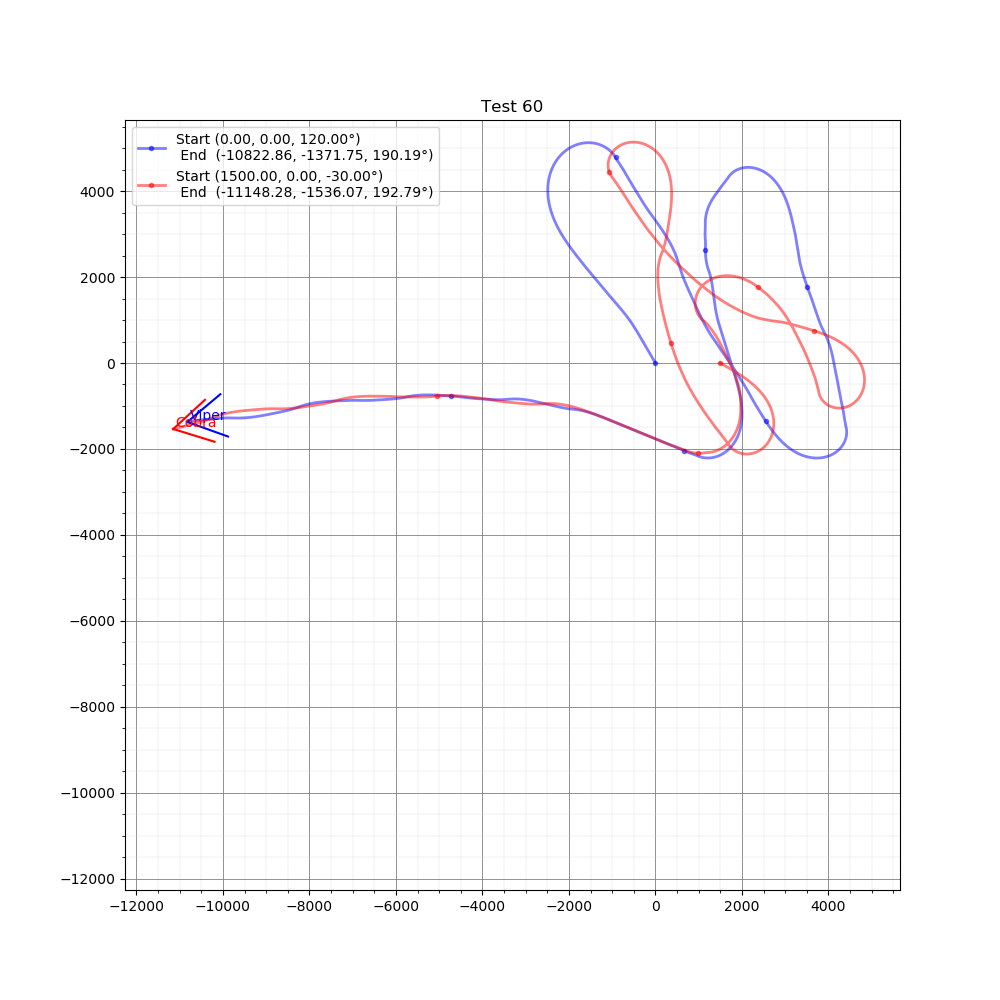 Test 60
Start (0.00, 0.00, 120.00°)
End  (-10822.86, -1371.75, 190.19°)
Start (1500.00, 0.00, -30.00°)
End  (-11148.28, -1536.07, 192.79°)
4000
2000
0
−2000
−4000
−6000
−8000
−10000
−12000
Viper
Cobra
−12000 −10000 −8000 −6000 −4000 −2000 0 2000 4000